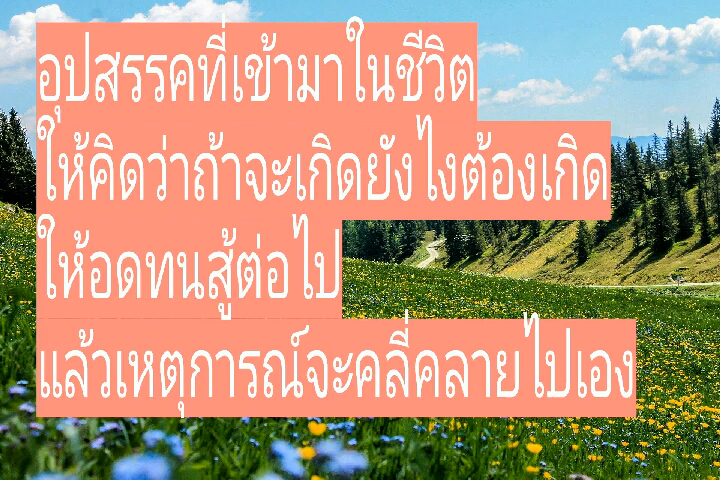 อุปสรรคที่เข้ามาในชีวิต
ให้คิดว่าถ้าจะเกิดยังไงต้องเกิด
ให้อดทนสู้ต่อไป
แล้วเหตุการณ์จะคลี่คลายไปเอง